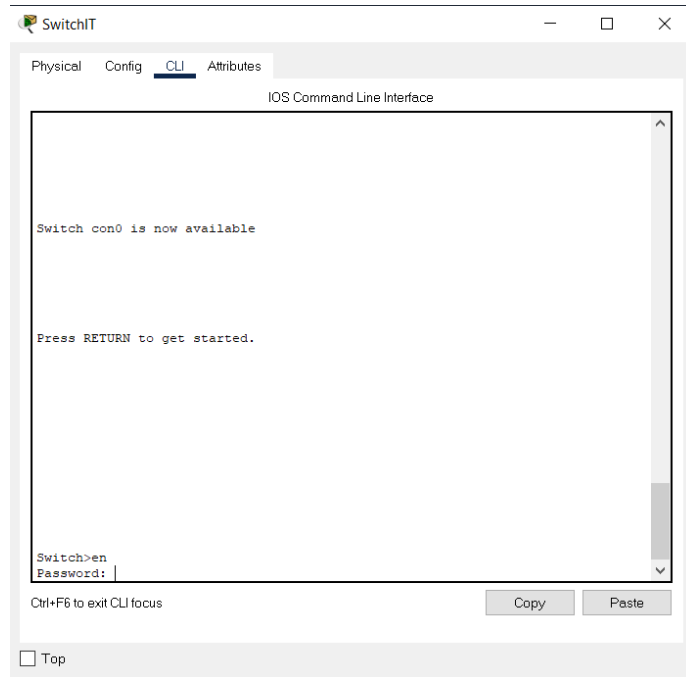 SwitchIT
Physical Config CLI Attributes
IOS Command Line Interface
Switch con0 is now available
Press RETURN to get started.
Switch>en
Password:
Ctrl+F6 to exit CLI focus
Copy Paste
Top